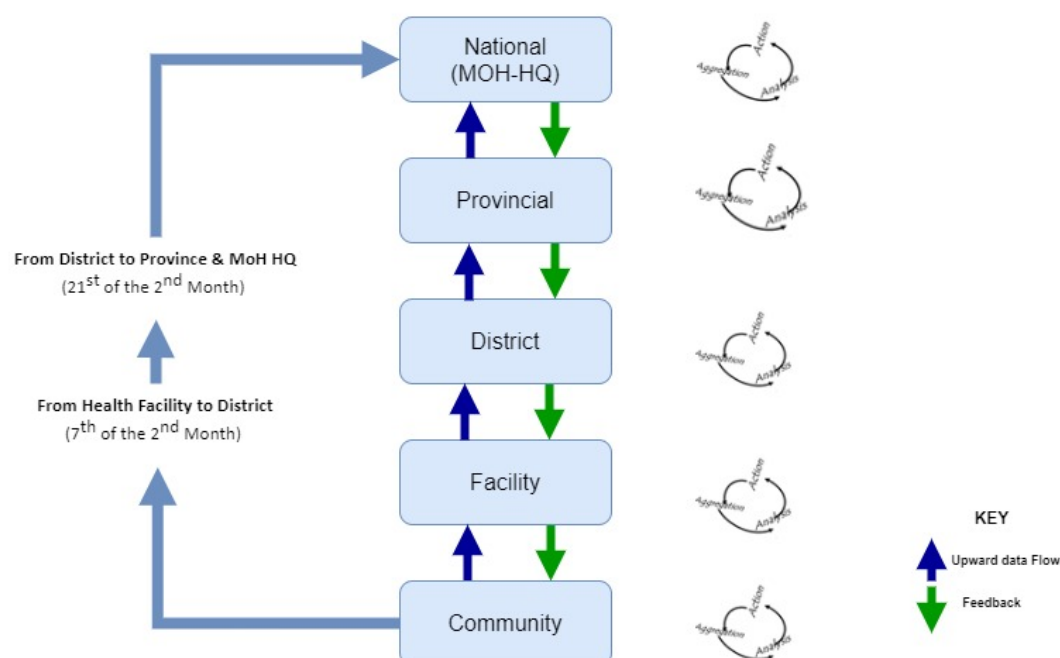 National
(MOH-HQ)
Action
Aggregation
Analysis
Provincial
Action
Aggregation
Analysis
From District to Province & MoH HQ
(21st of the 2nd Month)
District
Action
Aggregation
Analysis
From Health Facility to District
(7th of the 2nd Month)
Facility
Action
Aggregation
Analysis
KEY
Upward data Flow
Feedback
Community
Action
Aggregation
Analysis